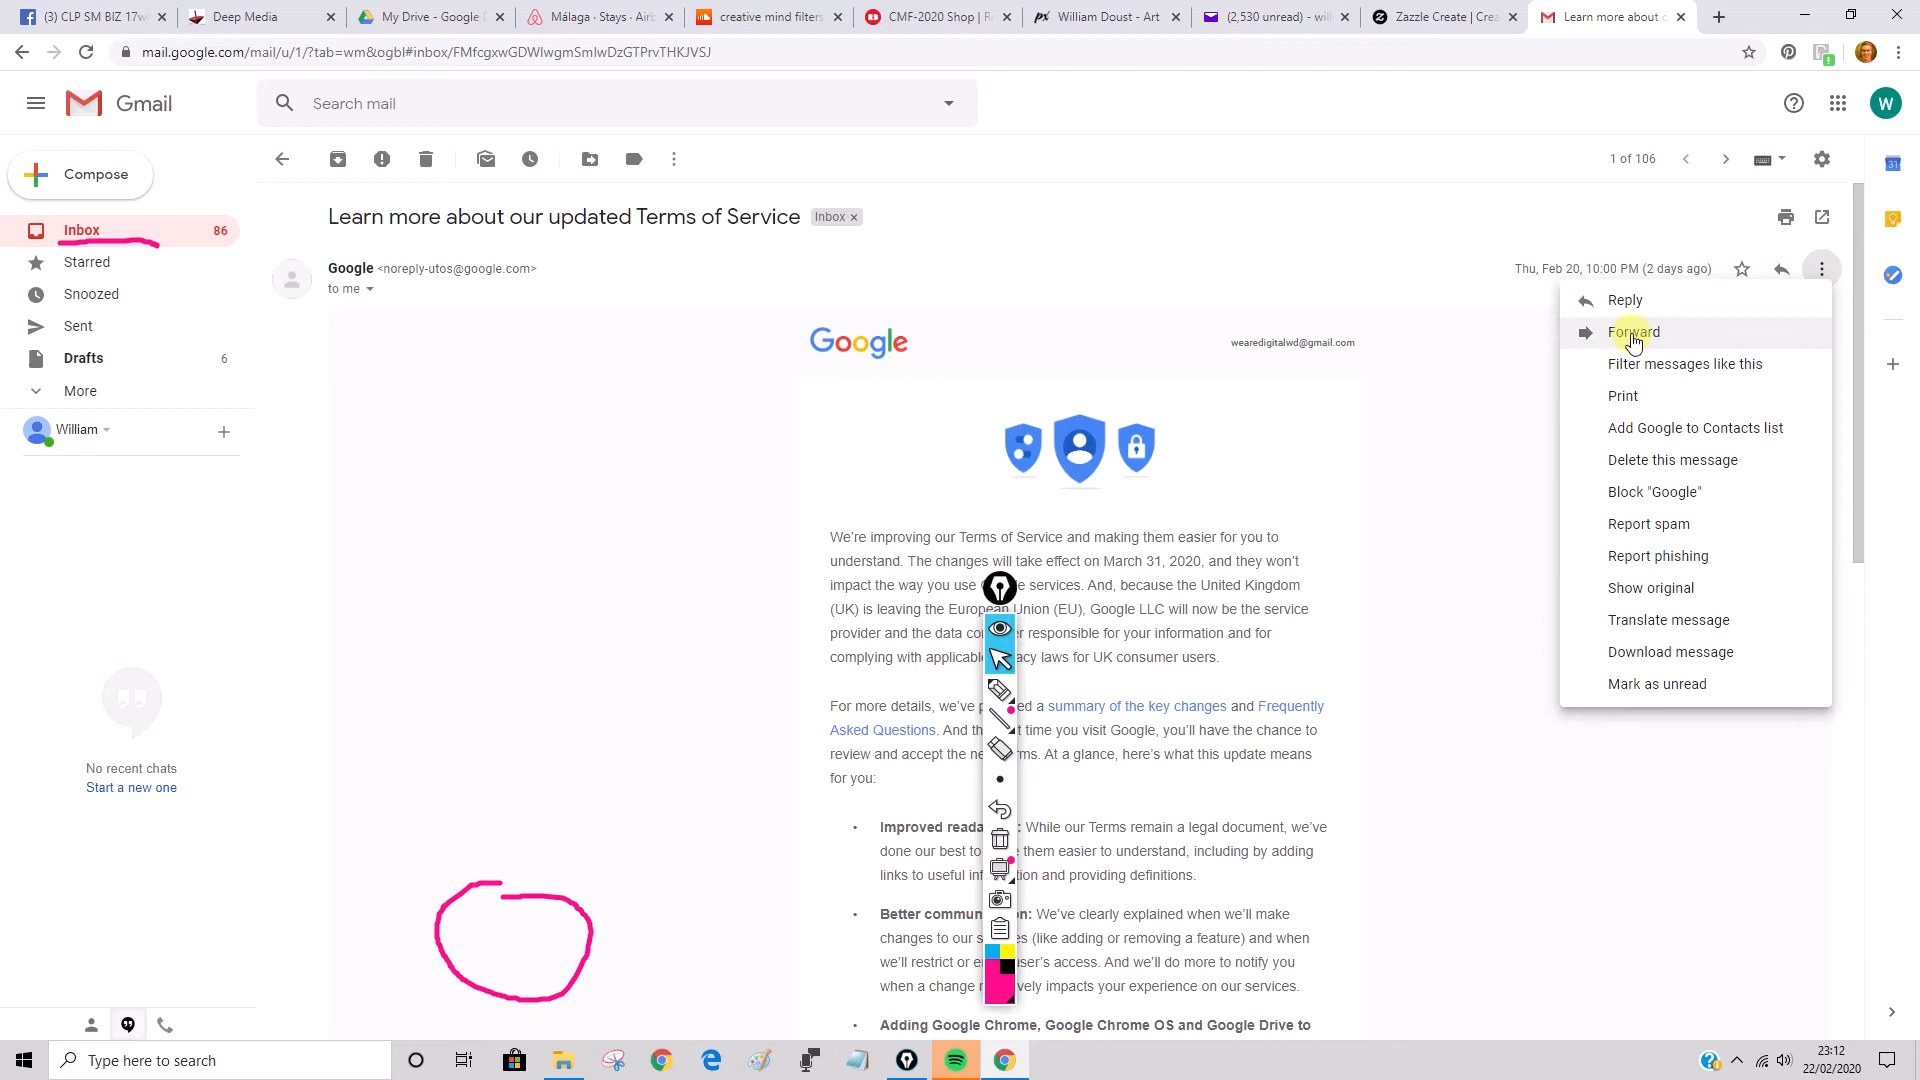 (3) CLP SM BIZ 17w
Deep Media
My Drive - Google D
Málaga · Stays · Airb
creative mind filters
CMF-2020 Shop | Re
William Doust - Art
(2,530 unread) - will
Zazzle Create | Crea
Learn more about o
mail.google.com/mail/u/1/?tab=wm&ogbl#inbox/FMfcgxwGDWlwgmSmlwDzGTPrvTHKJVSJ
Gmail
Search mail
W
Compose
1 of 106
31
Inbox 86
Starred
Snoozed
Sent
Drafts 6
More
William
No recent chats
Start a new one
Learn more about our updated Terms of Service Inbox
Google <noreply-utos@google.com>
Thu, Feb 20, 10:00 PM (2 days ago)
to me
Google
wearedigitalwd@gmail.com
Reply
Forward
Filter messages like this
Print
Add Google to Contacts list
Delete this message
Block "Google"
Report spam
Report phishing
Show original
Translate message
Download message
Mark as unread
We're improving our Terms of Service and making them easier for you to
understand. The changes will take effect on March 31, 2020, and they won't
impact the way you use e services. And, because the United Kingdom
(UK) is leaving the European Union (EU), Google LLC will now be the service
provider and the data co er responsible for your information and for
complying with applicabl acy laws for UK consumer users.
For more details, we've p ed a summary of the key changes and Frequently
Asked Questions. And th t time you visit Google, you'll have the chance to
review and accept the ne rms. At a glance, here's what this update means
for you:
• Improved reada : While our Terms remain a legal document, we've
done our best to them easier to understand, including by adding
links to useful inf tion and providing definitions.
• Better commun on: We've clearly explained when we'll make
changes to our s es (like adding or removing a feature) and when
we'll restrict or e user's access. And we'll do more to notify you
when a change n vely impacts your experience on our services.
• Adding Google Chrome, Google Chrome OS and Google Drive to
Type here to search
23:12
22/02/2020